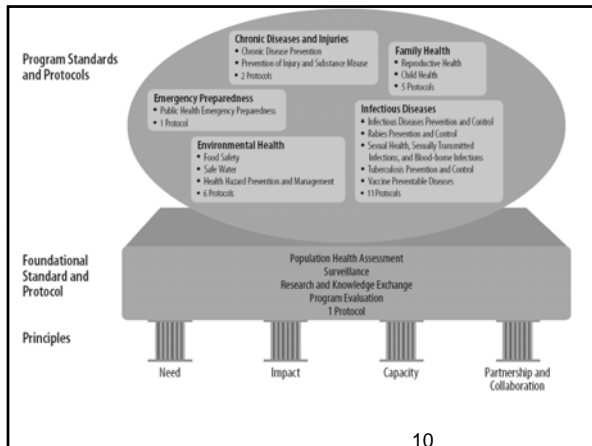 Program Standards
and Protocols
Chronic Diseases and Injuries
• Chronic Disease Prevention
• Prevention of Injury and Substance Misuse
• 2 Protocols
Family Health
• Reproductive Health
• Child Health
• 5 Protocols
Emergency Preparedness
• Public Health Emergency Preparedness
• 1 Protocol
Infectious Diseases
• Infectious Diseases Prevention and Control
• Rabies Prevention and Control
• Sexual Health, Sexually Transmitted
Infections, and Blood-borne Infections
• Tuberculosis Prevention and Control
• Vaccine Preventable Diseases
• 11 Protocols
Environmental Health
• Food Safety
• Safe Water
• Health Hazard Prevention and Management
• 6 Protocols
Foundational
Standard and
Protocol
Population Health Assessment
Surveillance
Research and Knowledge Exchange
Program Evaluation
1 Protocol
Principles
Need
Impact
Capacity
Partnership and
Collaboration
10